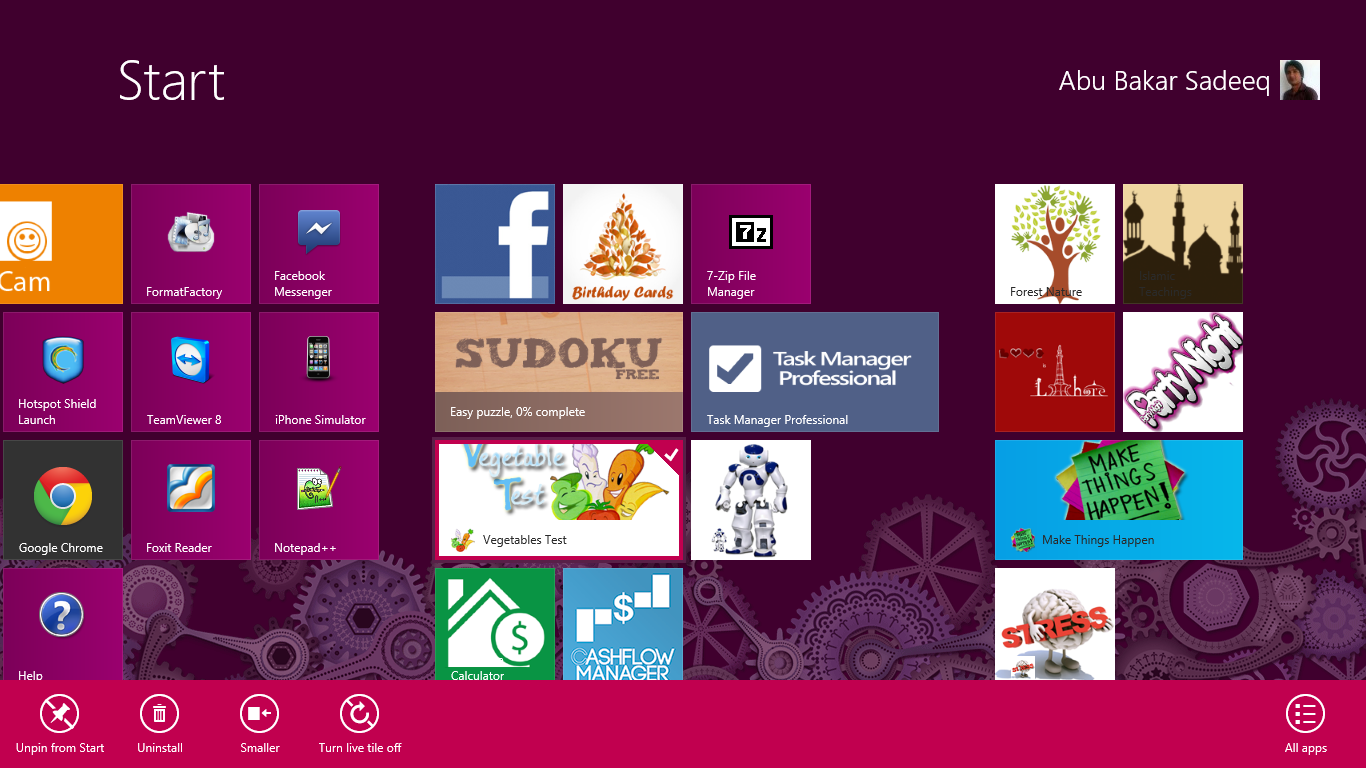 Start
Abu Bakar Sadeeq
Cam
FormatFactory
Facebook
Messenger
Hotspot Shield
Launch
TeamViewer 8
iPhone Simulator
Google Chrome
Foxit Reader
Notepad++
Help
f
Birthday Cards
7z
7-Zip File
Manager
SUDOKU
FREE
Easy puzzle, 0% complete
Task Manager
Professional
Task Manager Professional
Vegetable
Test
Vegetables Test
$
Calculator
$
CASHFLOW
MANAGER
Forest Nature
Islamic
Teachings
LOVE
is
Lahore
Party Night
MAKE
THINGS
HAPPEN!
Make Things Happen
STRESS
Unpin from Start
Uninstall
Smaller
Turn live tile off
All apps